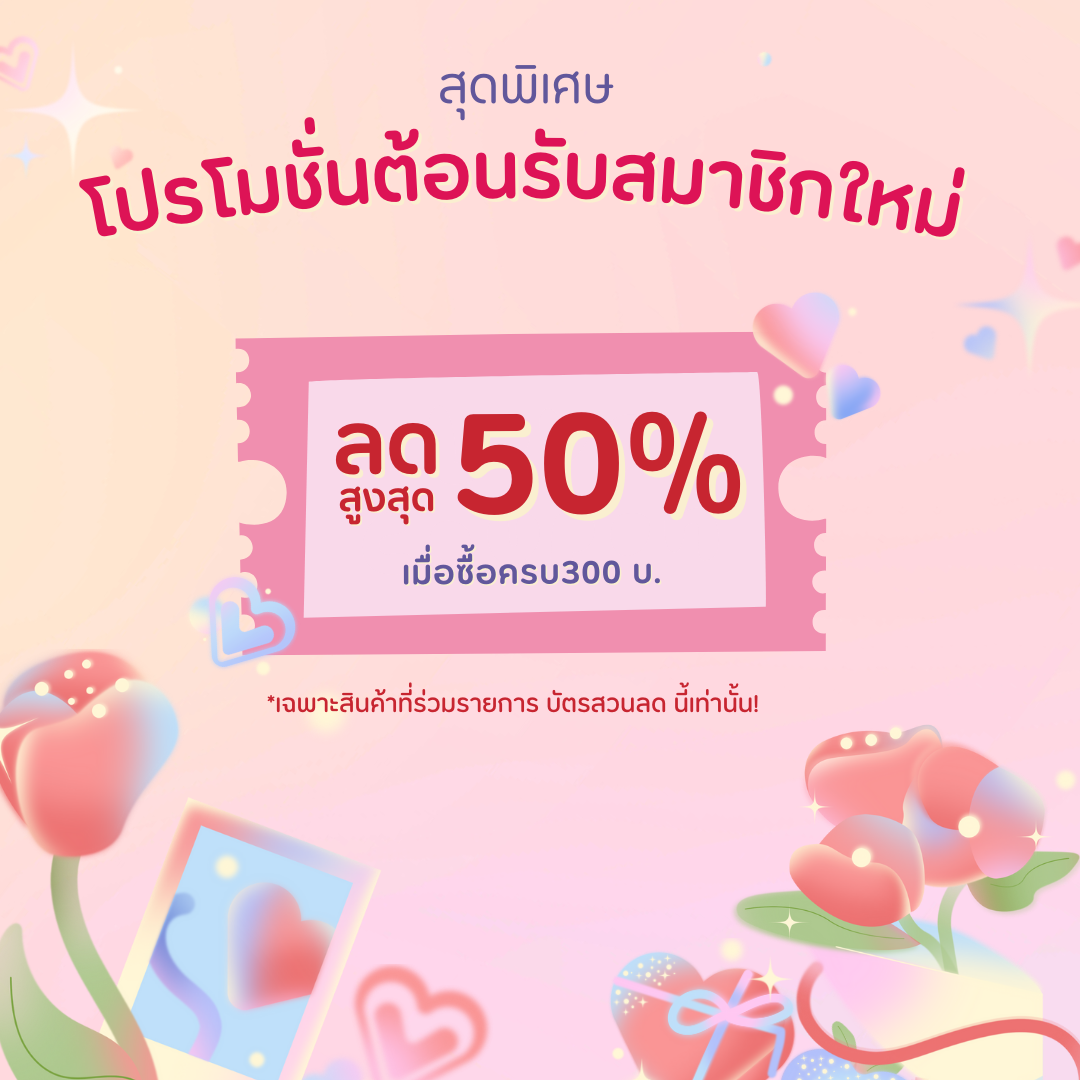 สุดพิเศษ
โปรโมชั่นต้อนรับสมาชิกใหม่
ลด 50%
สูงสุด
เมื่อซื้อครบ300 บ.
*เฉพาะสินค้าที่ร่วมรายการ บัตรสวนลด นี้เท่านั้น!